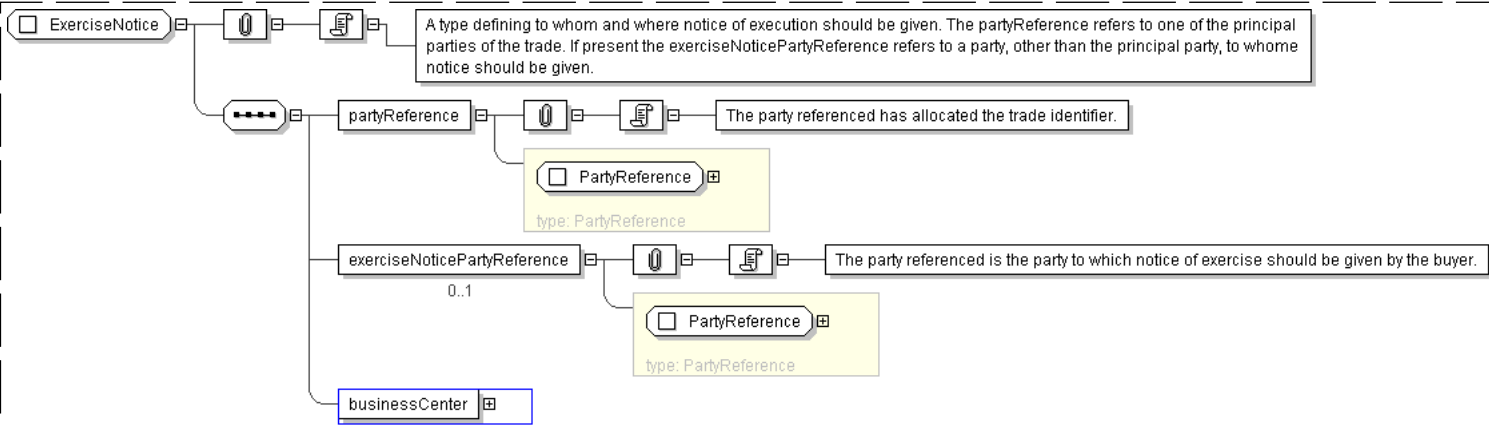 ExerciseNotice
A type defining to whom and where notice of execution should be given. The partyReference refers to one of the principal
parties of the trade. If present the exerciseNoticePartyReference refers to a party, other than the principal party, to whome
notice should be given.
partyReference
The party referenced has allocated the trade identifier.
PartyReference
type: PartyReference
exerciseNoticePartyReference
The party referenced is the party to which notice of exercise should be given by the buyer.
0..1
PartyReference
type: PartyReference
businessCenter